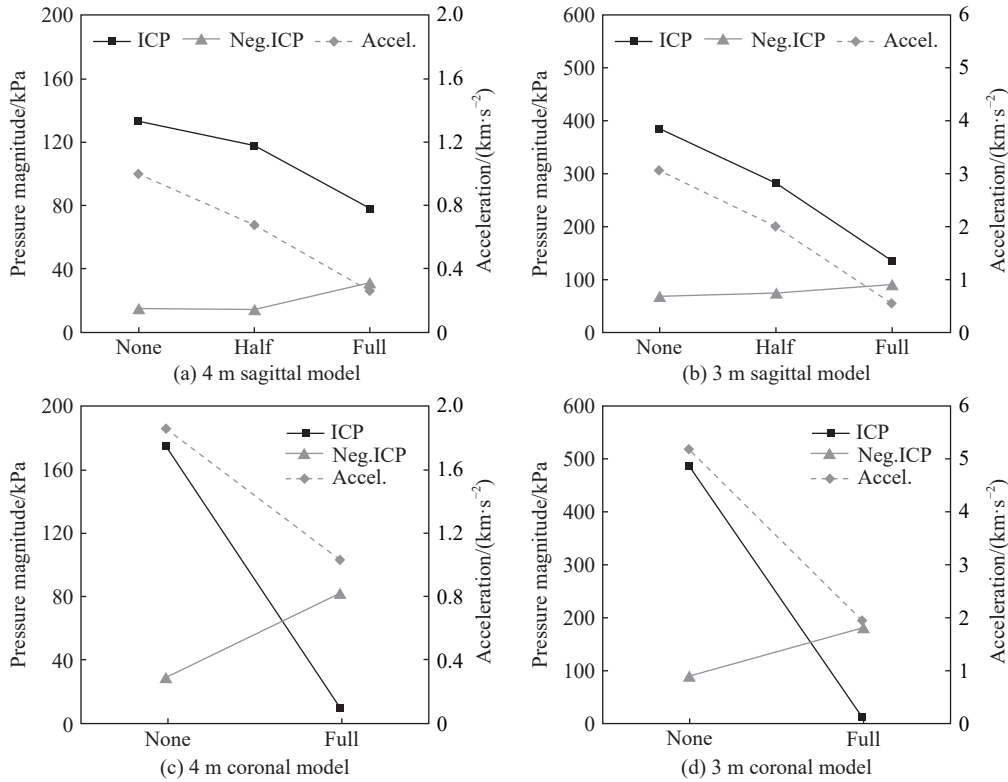 200
160
120
80
40
0
Pressure magnitude/kPa
ICP Neg.ICP Accel.
2.0
1.6
1.2
0.8
0.4
0
Acceleration/(km·s⁻²)
None Half Full
(a) 4 m sagittal model
600
500
400
300
200
100
0
Pressure magnitude/kPa
ICP Neg.ICP Accel.
6
5
4
3
2
1
0
Acceleration/(km·s⁻²)
None Half Full
(b) 3 m sagittal model
200
160
120
80
40
0
Pressure magnitude/kPa
ICP
Neg.ICP
Accel.
2.0
1.6
1.2
0.8
0.4
0
Acceleration/(km·s⁻²)
None Full
(c) 4 m coronal model
600
500
400
300
200
100
0
Pressure magnitude/kPa
ICP
Neg.ICP
Accel.
6
5
4
3
2
1
0
Acceleration/(km·s⁻²)
None Full
(d) 3 m coronal model